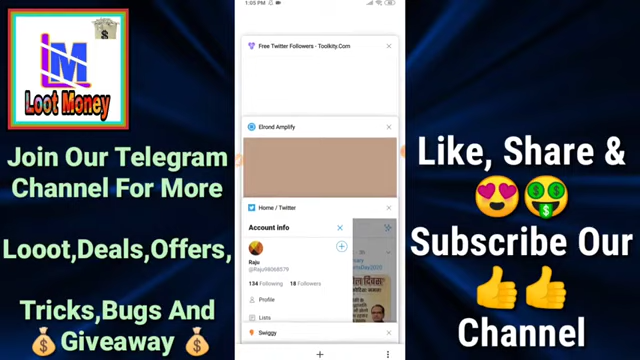 LM
Loot Money
Join Our Telegram
Channel For More
Looot,Deals,Offers,
Tricks,Bugs And
Giveaway
1:05 PM
Free Twitter Followers - Toolkity.Com
Elrond Amplify
Home / Twitter
Account info
Raju
@Raju98068579
134 Following 18 Followers
Profile
Lists
Swiggy
Like, Share &
Subscribe Our
Channel